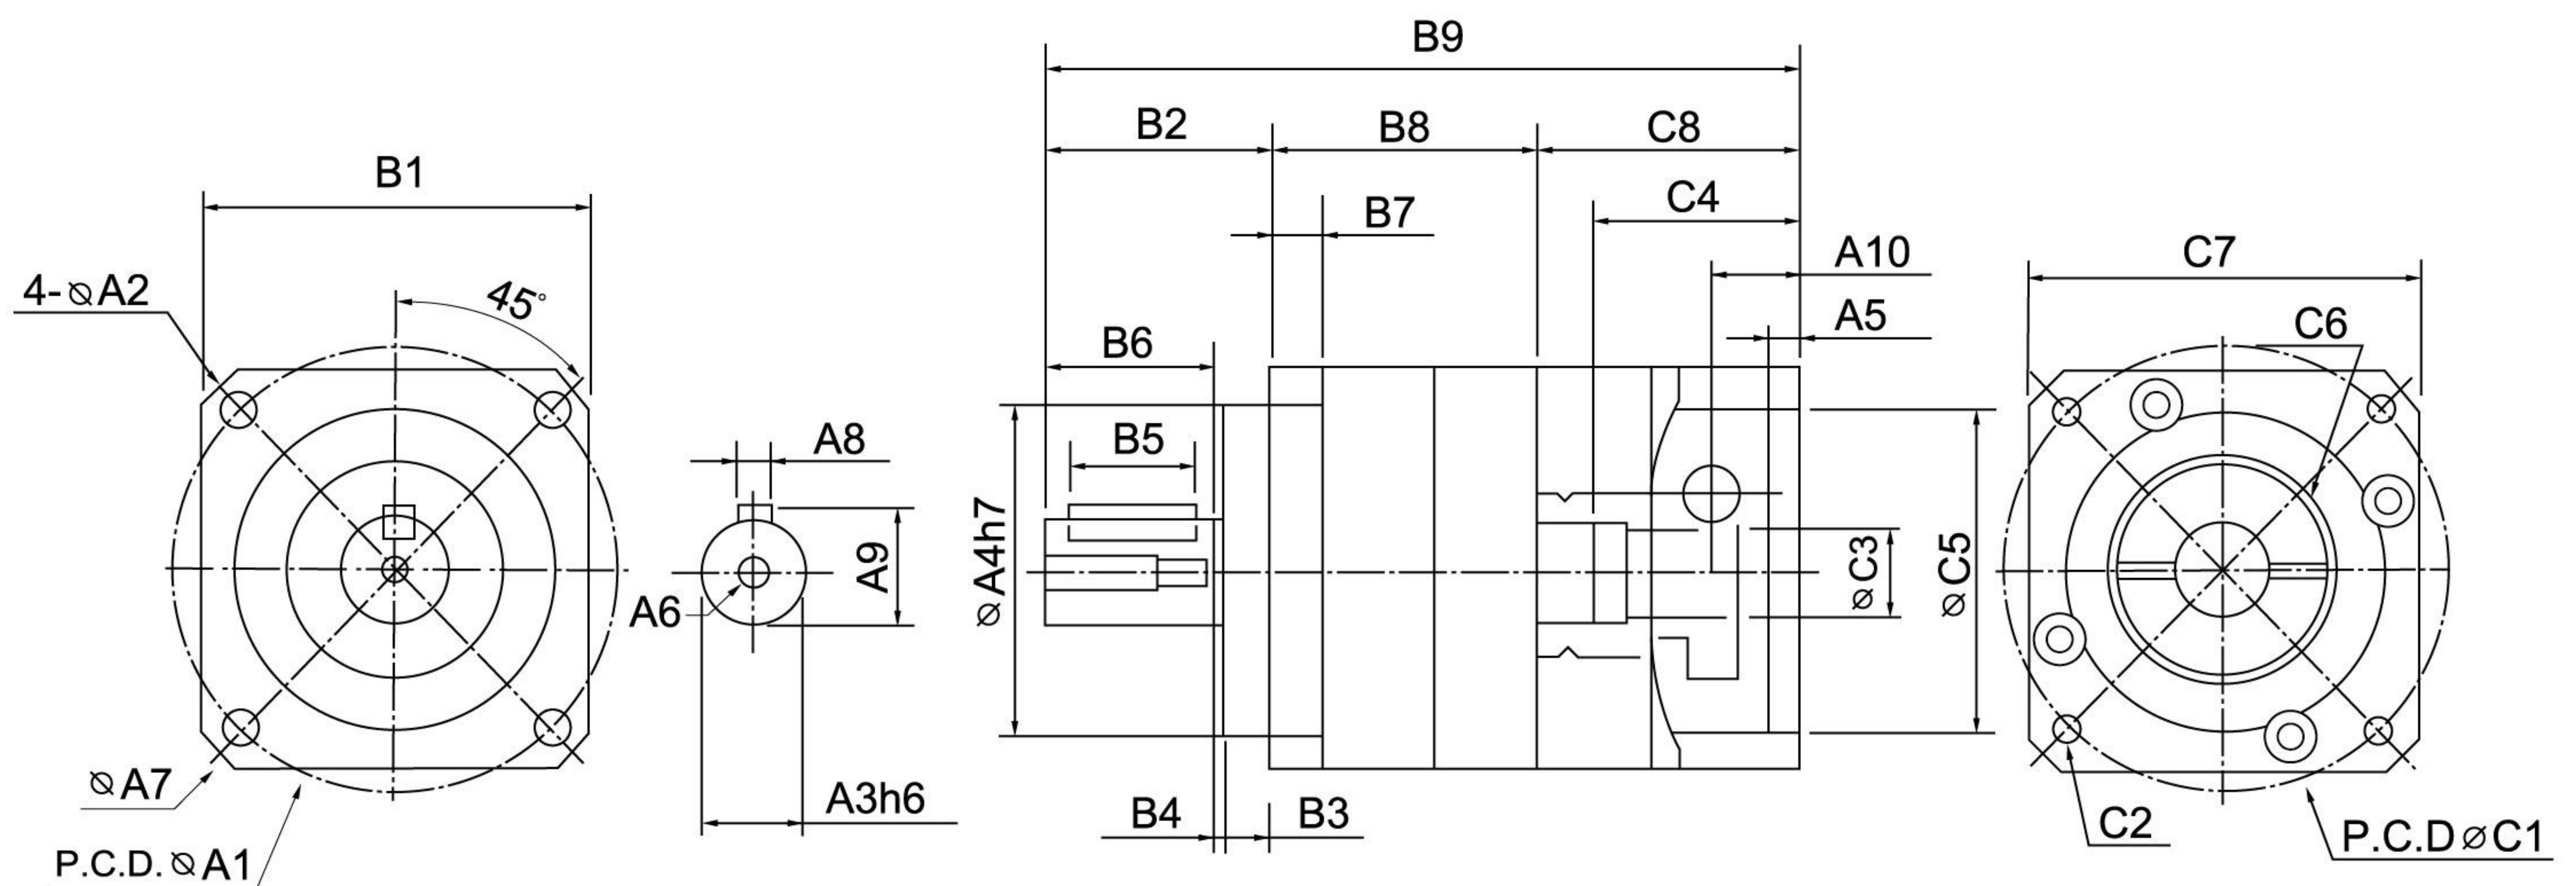 B9
B2
B8
C8
B1
C4
B7
A10
C7
4-⌀A2
45°
A5
C6
B6
A8
B5
⌀A4h7
A9
⌀C3
⌀C5
A6
⌀A7
A3h6
B4
B3
C2
P.C.D⌀C1
P.C.D.⌀A1